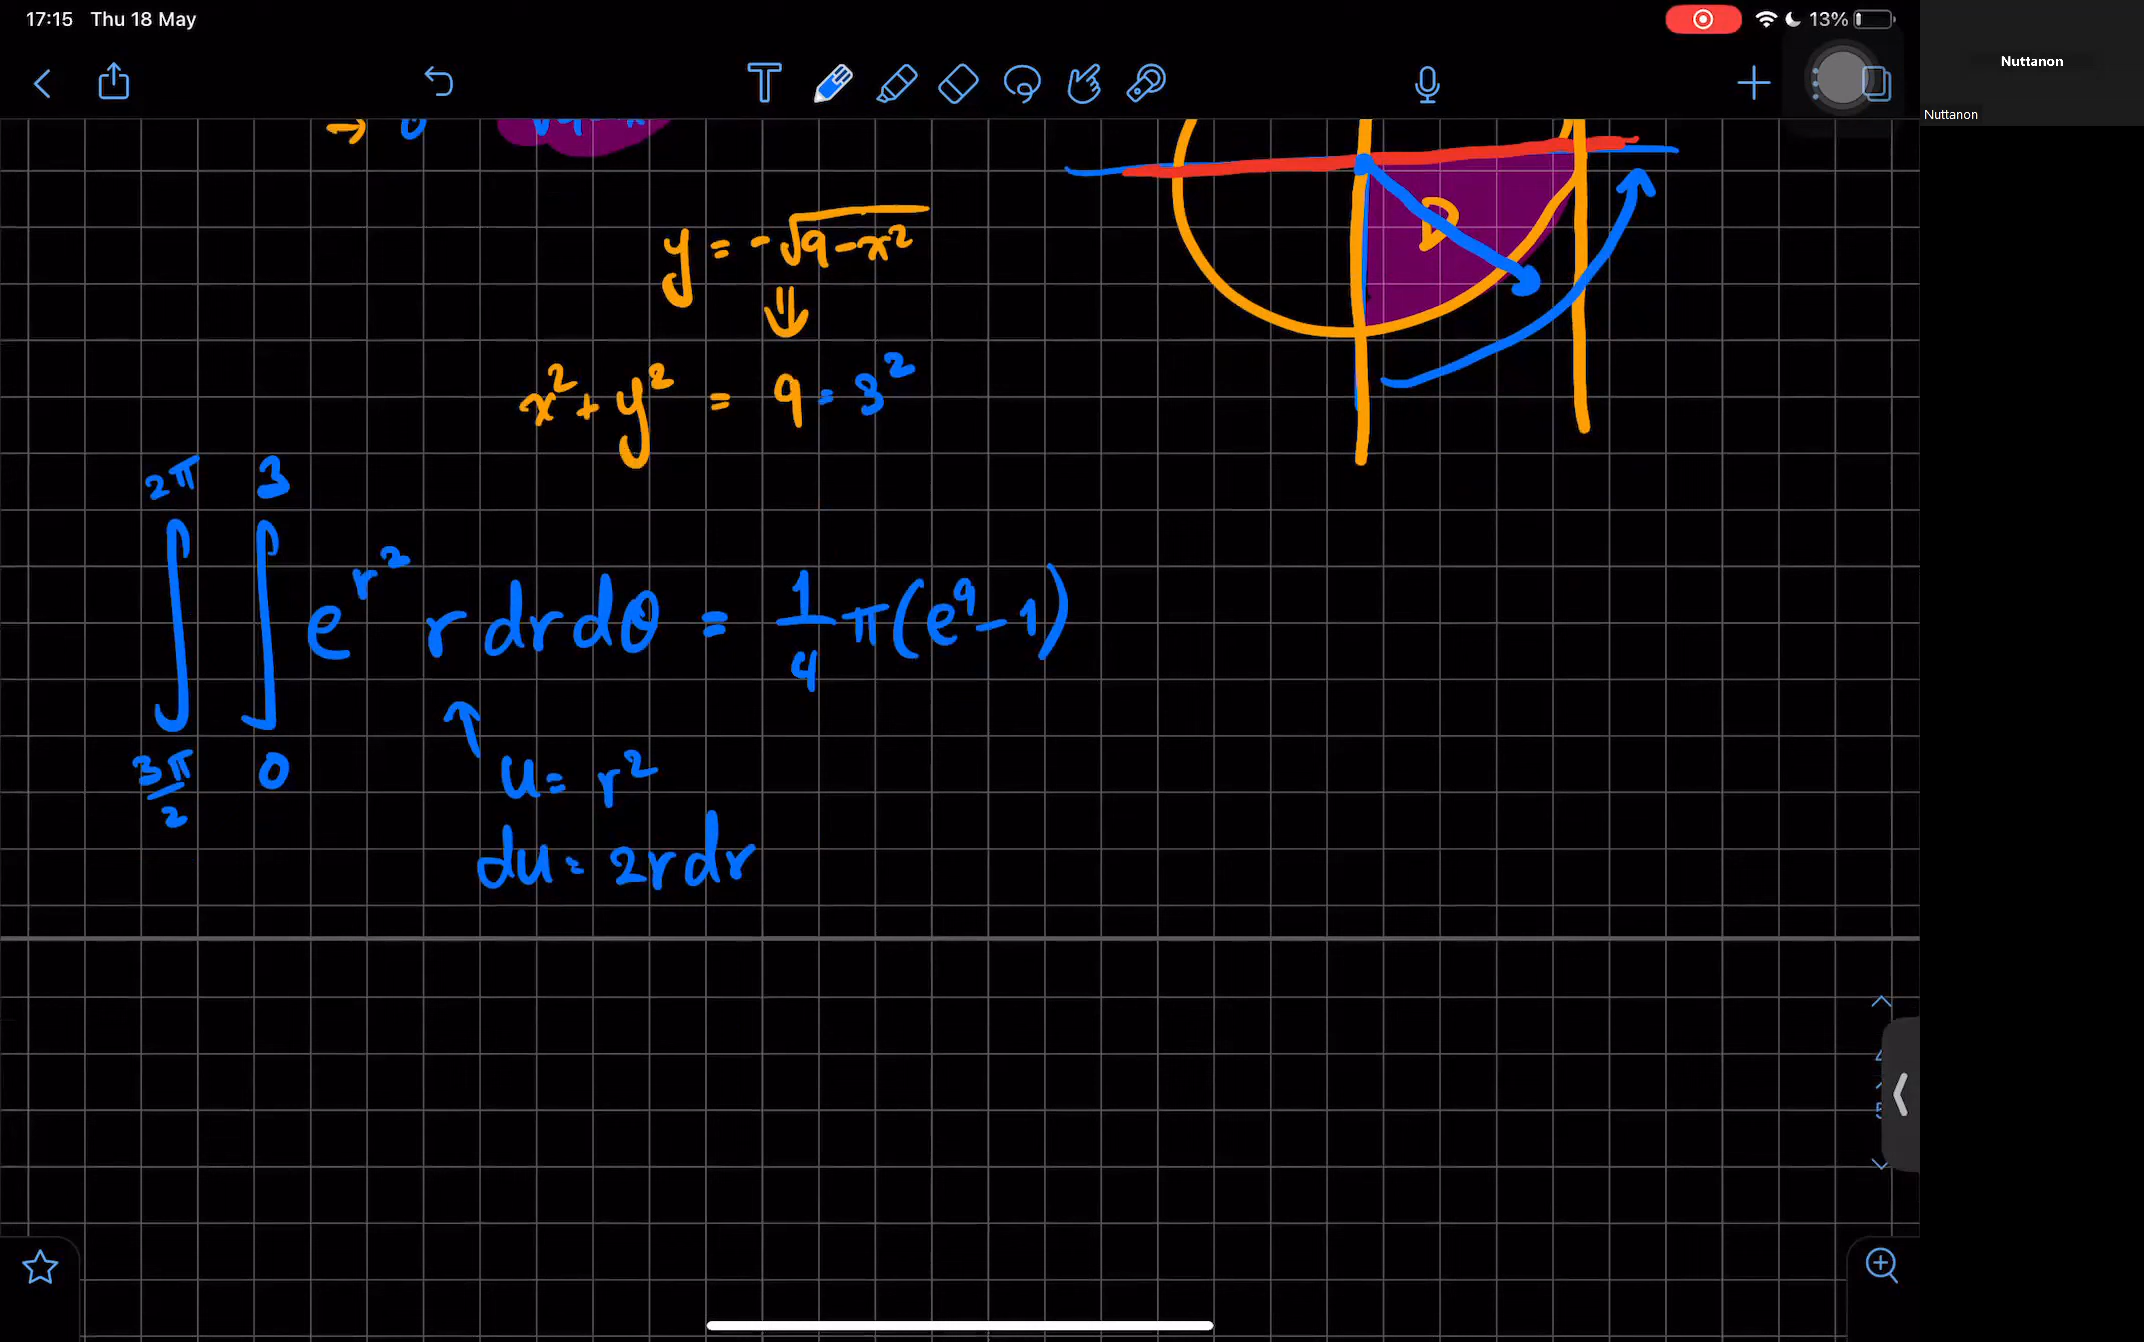 17:15 Thu 18 May
13%
Nuttanon
Nuttanon
T
→ 0
D
y = -√(9-x²)
⇓
x² + y² = 9 = 3²
∫_{3π/2}^{2π} ∫_{0}^{3} e^{r²} r dr dθ = 1/4 π(e⁹-1)
↑
u = r²
du = 2r dr